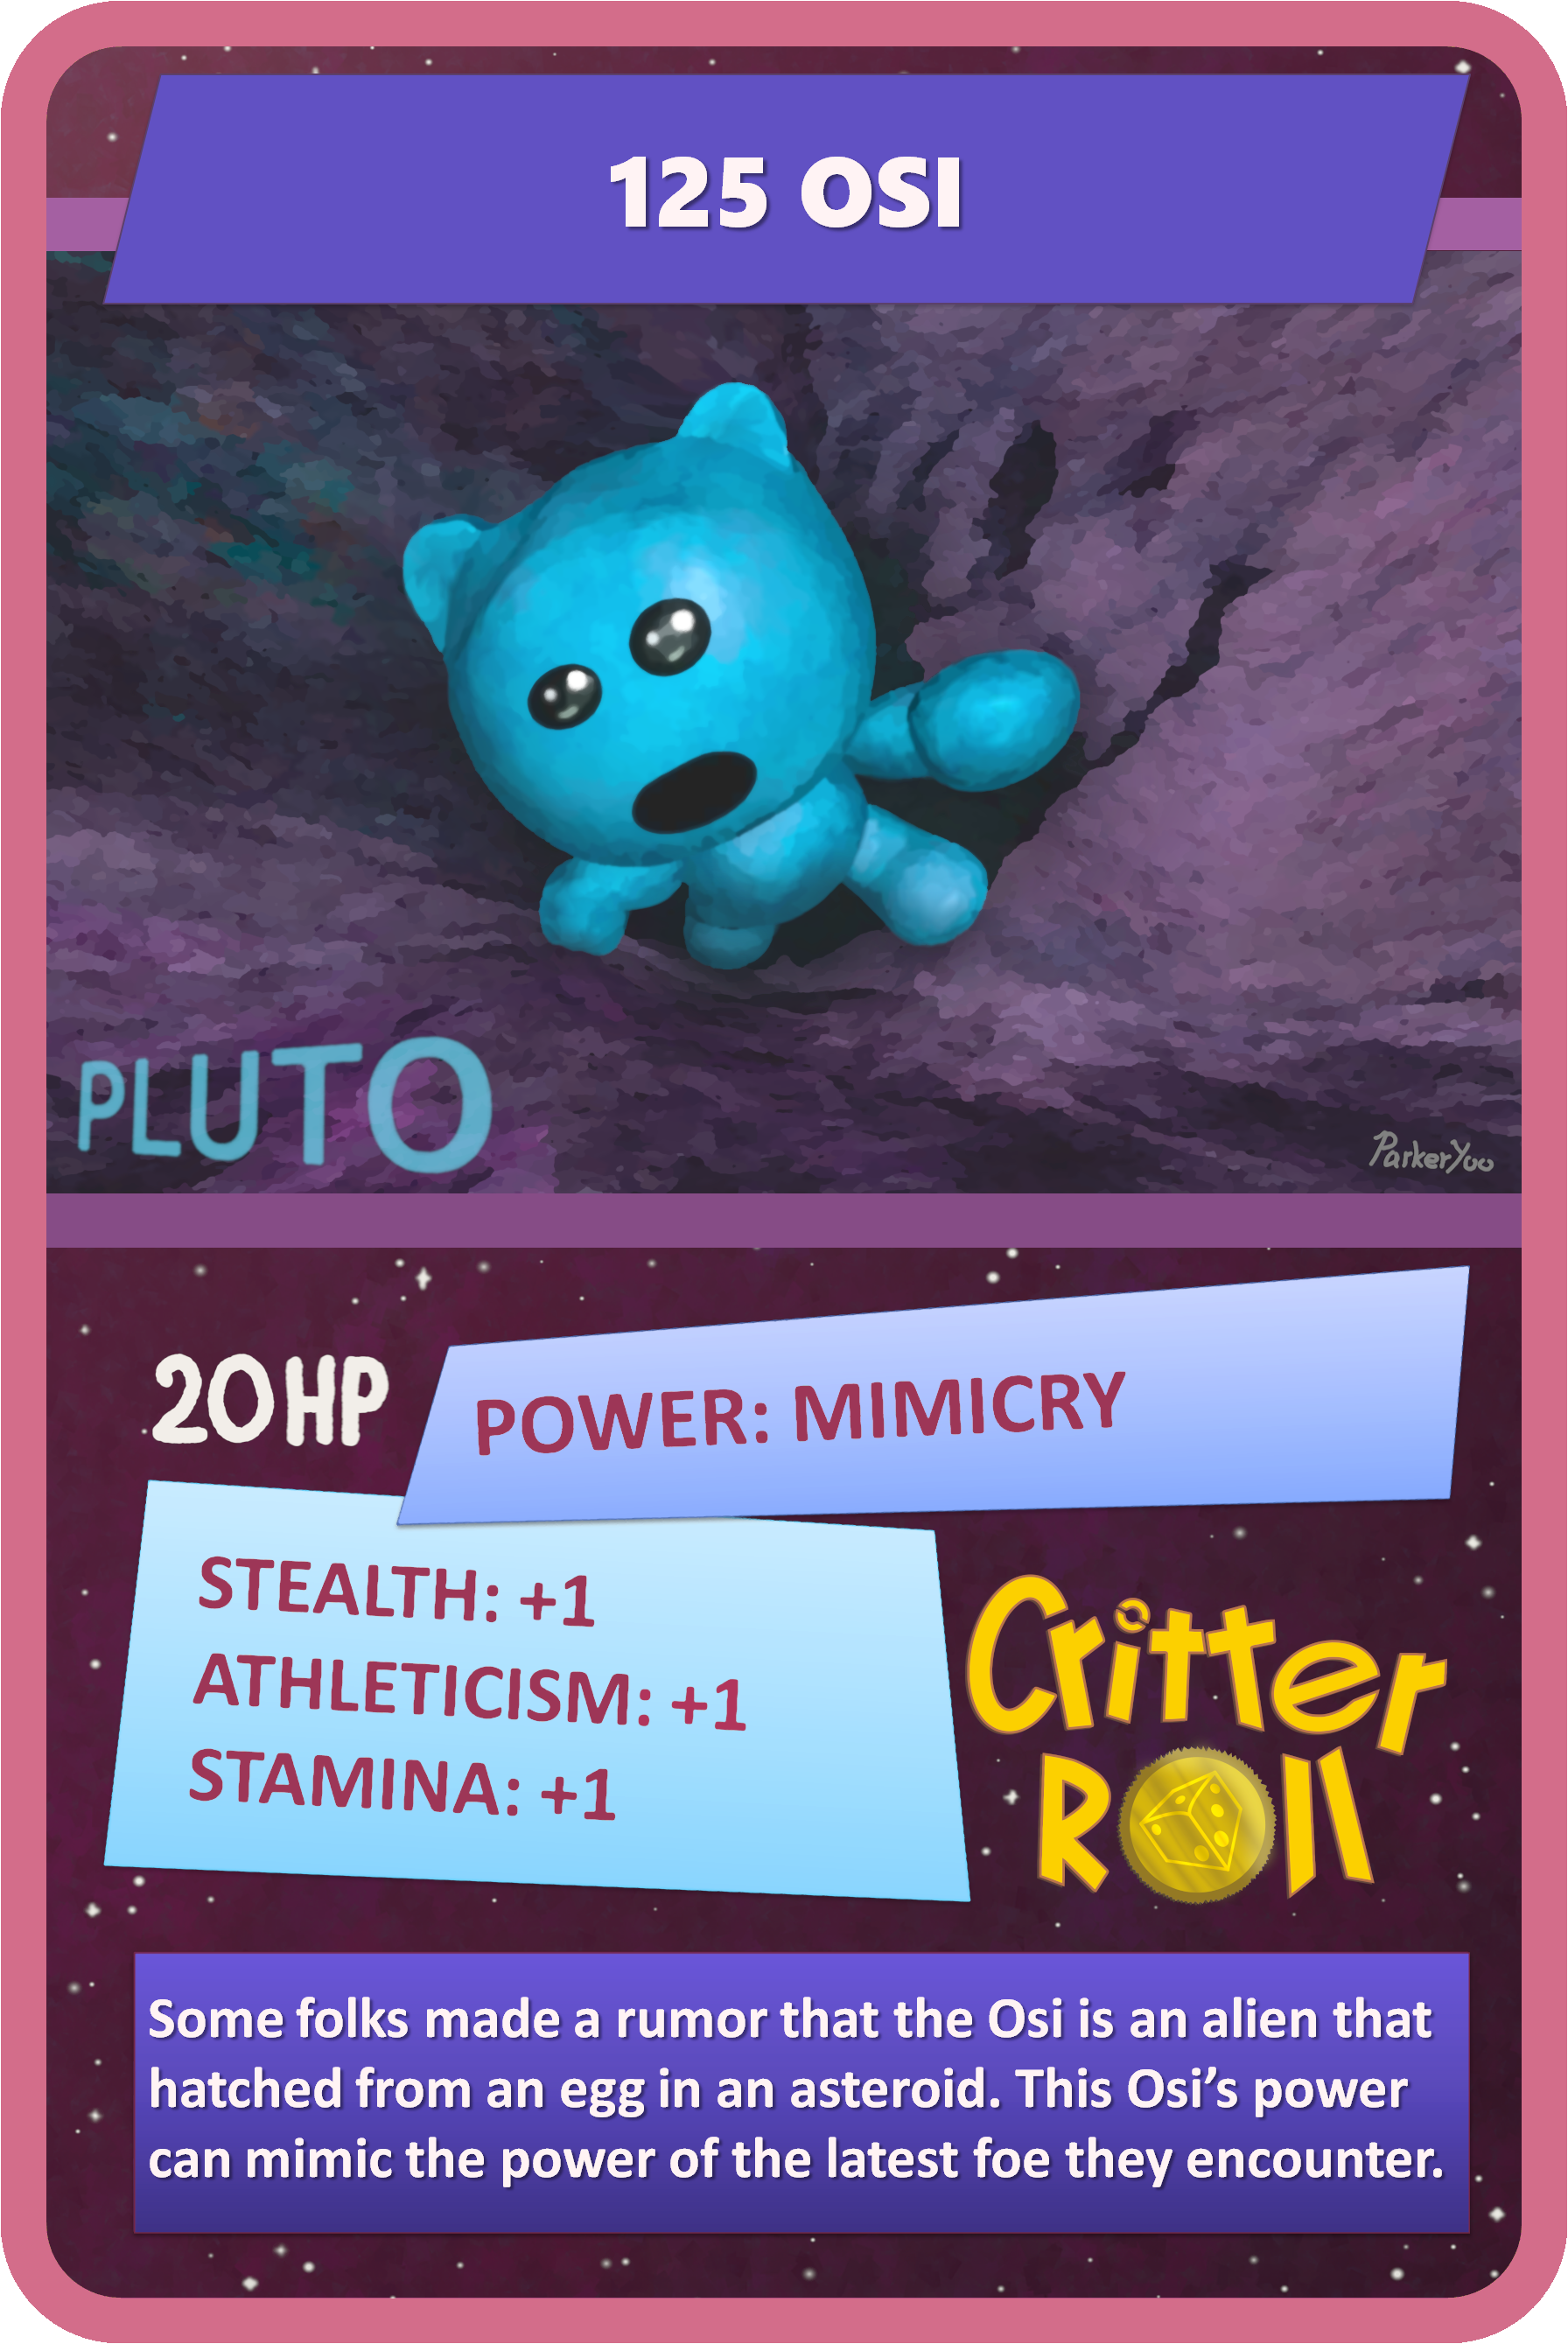 125 OSI
PLUTO
ParkerYoo
20HP
POWER: MIMICRY
STEALTH: +1
ATHLETICISM: +1
STAMINA: +1
Critter
Roll
Some folks made a rumor that the Osi is an alien that
hatched from an egg in an asteroid. This Osi’s power
can mimic the power of the latest foe they encounter.